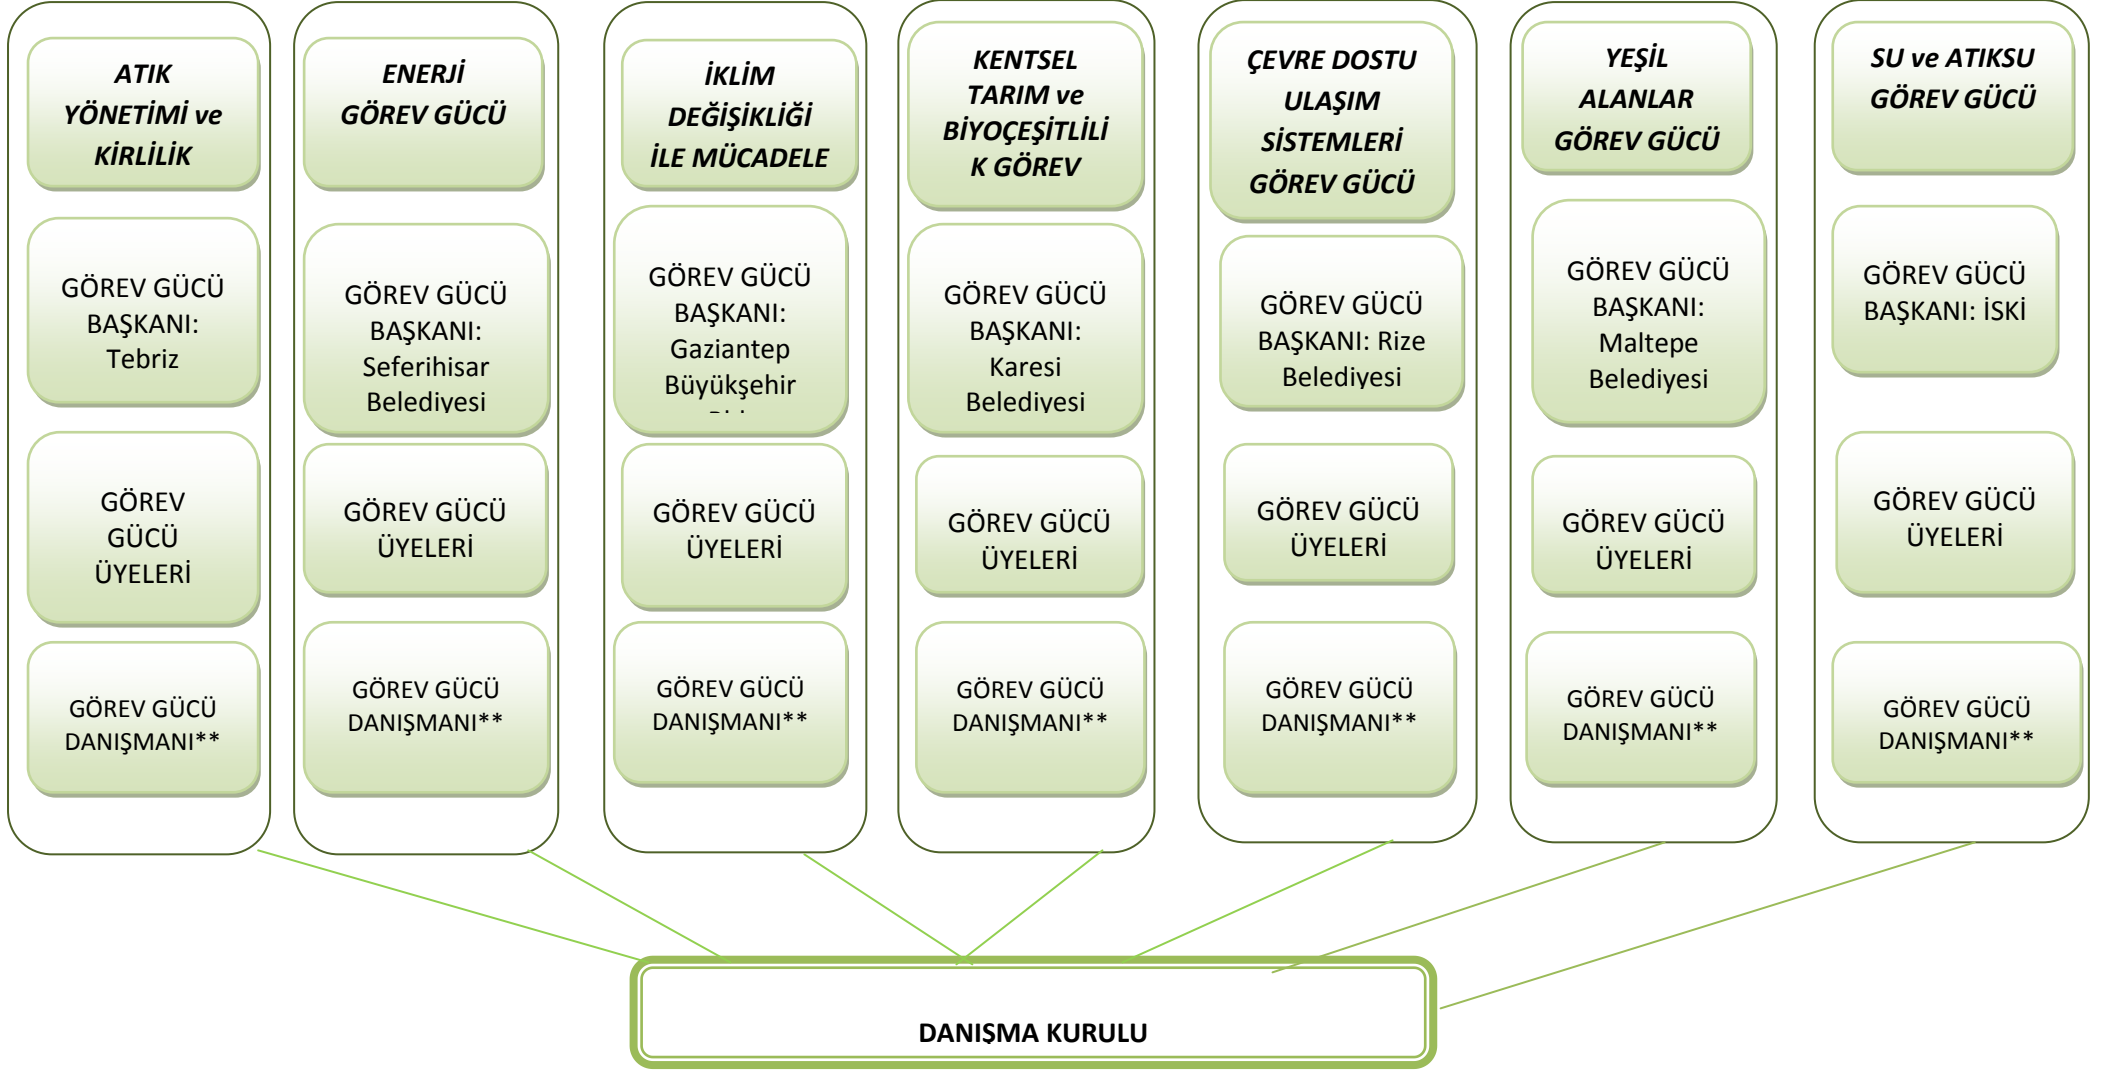 ATIK
YÖNETİMİ ve
KİRLİLİK
GÖREV GÜCÜ
BAŞKANI:
Tebriz
GÖREV
GÜCÜ
ÜYELERİ
GÖREV GÜCÜ
DANIŞMANI**
ENERJİ
GÖREV GÜCÜ
GÖREV GÜCÜ
BAŞKANI:
Seferihisar
Belediyesi
GÖREV GÜCÜ
ÜYELERİ
GÖREV GÜCÜ
DANIŞMANI**
İKLİM
DEĞİŞİKLİĞİ
İLE MÜCADELE
GÖREV GÜCÜ
BAŞKANI:
Gaziantep
Büyükşehir
GÖREV GÜCÜ
ÜYELERİ
GÖREV GÜCÜ
DANIŞMANI**
KENTSEL
TARIM ve
BİYOÇEŞİTLİLİ
K GÖREV
GÖREV GÜCÜ
BAŞKANI:
Karesi
Belediyesi
GÖREV GÜCÜ
ÜYELERİ
GÖREV GÜCÜ
DANIŞMANI**
ÇEVRE DOSTU
ULAŞIM
SİSTEMLERİ
GÖREV GÜCÜ
GÖREV GÜCÜ
BAŞKANI: Rize
Belediyesi
GÖREV GÜCÜ
ÜYELERİ
GÖREV GÜCÜ
DANIŞMANI**
YEŞİL
ALANLAR
GÖREV GÜCÜ
GÖREV GÜCÜ
BAŞKANI:
Maltepe
Belediyesi
GÖREV GÜCÜ
ÜYELERİ
GÖREV GÜCÜ
DANIŞMANI**
SU ve ATIKSU
GÖREV GÜCÜ
GÖREV GÜCÜ
BAŞKANI: İSKİ
GÖREV GÜCÜ
ÜYELERİ
GÖREV GÜCÜ
DANIŞMANI**
DANIŞMA KURULU